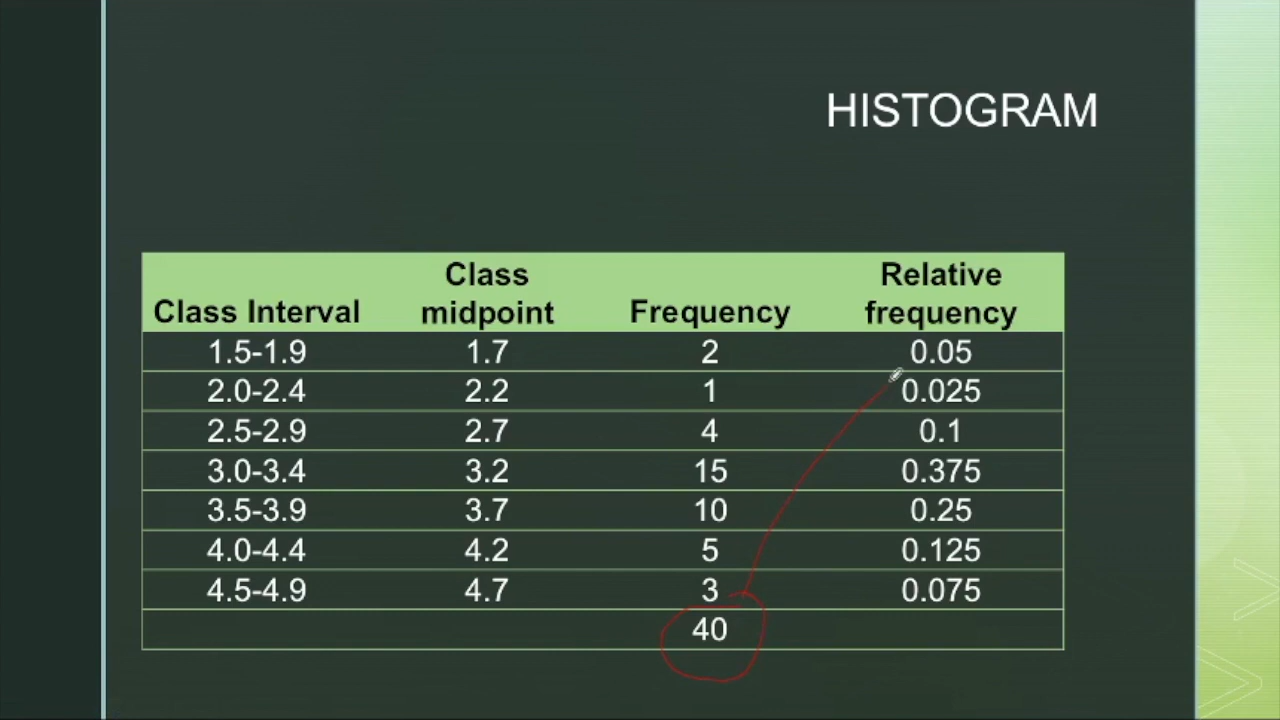 HISTOGRAM
Class Interval Class midpoint Frequency Relative frequency
1.5-1.9 1.7 2 0.05
2.0-2.4 2.2 1 0.025
2.5-2.9 2.7 4 0.1
3.0-3.4 3.2 15 0.375
3.5-3.9 3.7 10 0.25
4.0-4.4 4.2 5 0.125
4.5-4.9 4.7 3 0.075
40